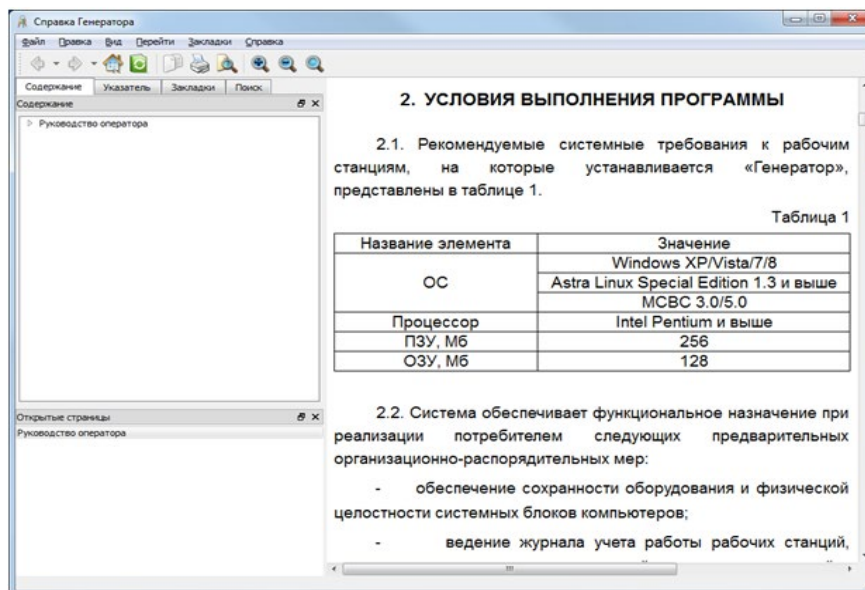 Справка Генератора
Файл Правка Вид Перейти Закладки Справка
Содержание Указатель Закладки Поиск
Содержание
Руководство оператора
Открытые страницы
Руководство оператора
2. УСЛОВИЯ ВЫПОЛНЕНИЯ ПРОГРАММЫ
2.1. Рекомендуемые системные требования к рабочим
станциям, на которые устанавливается «Генератор»,
представлены в таблице 1.
Таблица 1
Название элемента Значение
ОС Windows XP/Vista/7/8
Astra Linux Special Edition 1.3 и выше
МСВС 3.0/5.0
Процессор Intel Pentium и выше
ПЗУ, Мб 256
ОЗУ, Мб 128
2.2. Система обеспечивает функциональное назначение при
реализации потребителем следующих предварительных
организационно-распорядительных мер:
- обеспечение сохранности оборудования и физической
целостности системных блоков компьютеров;
- ведение журнала учета работы рабочих станций,